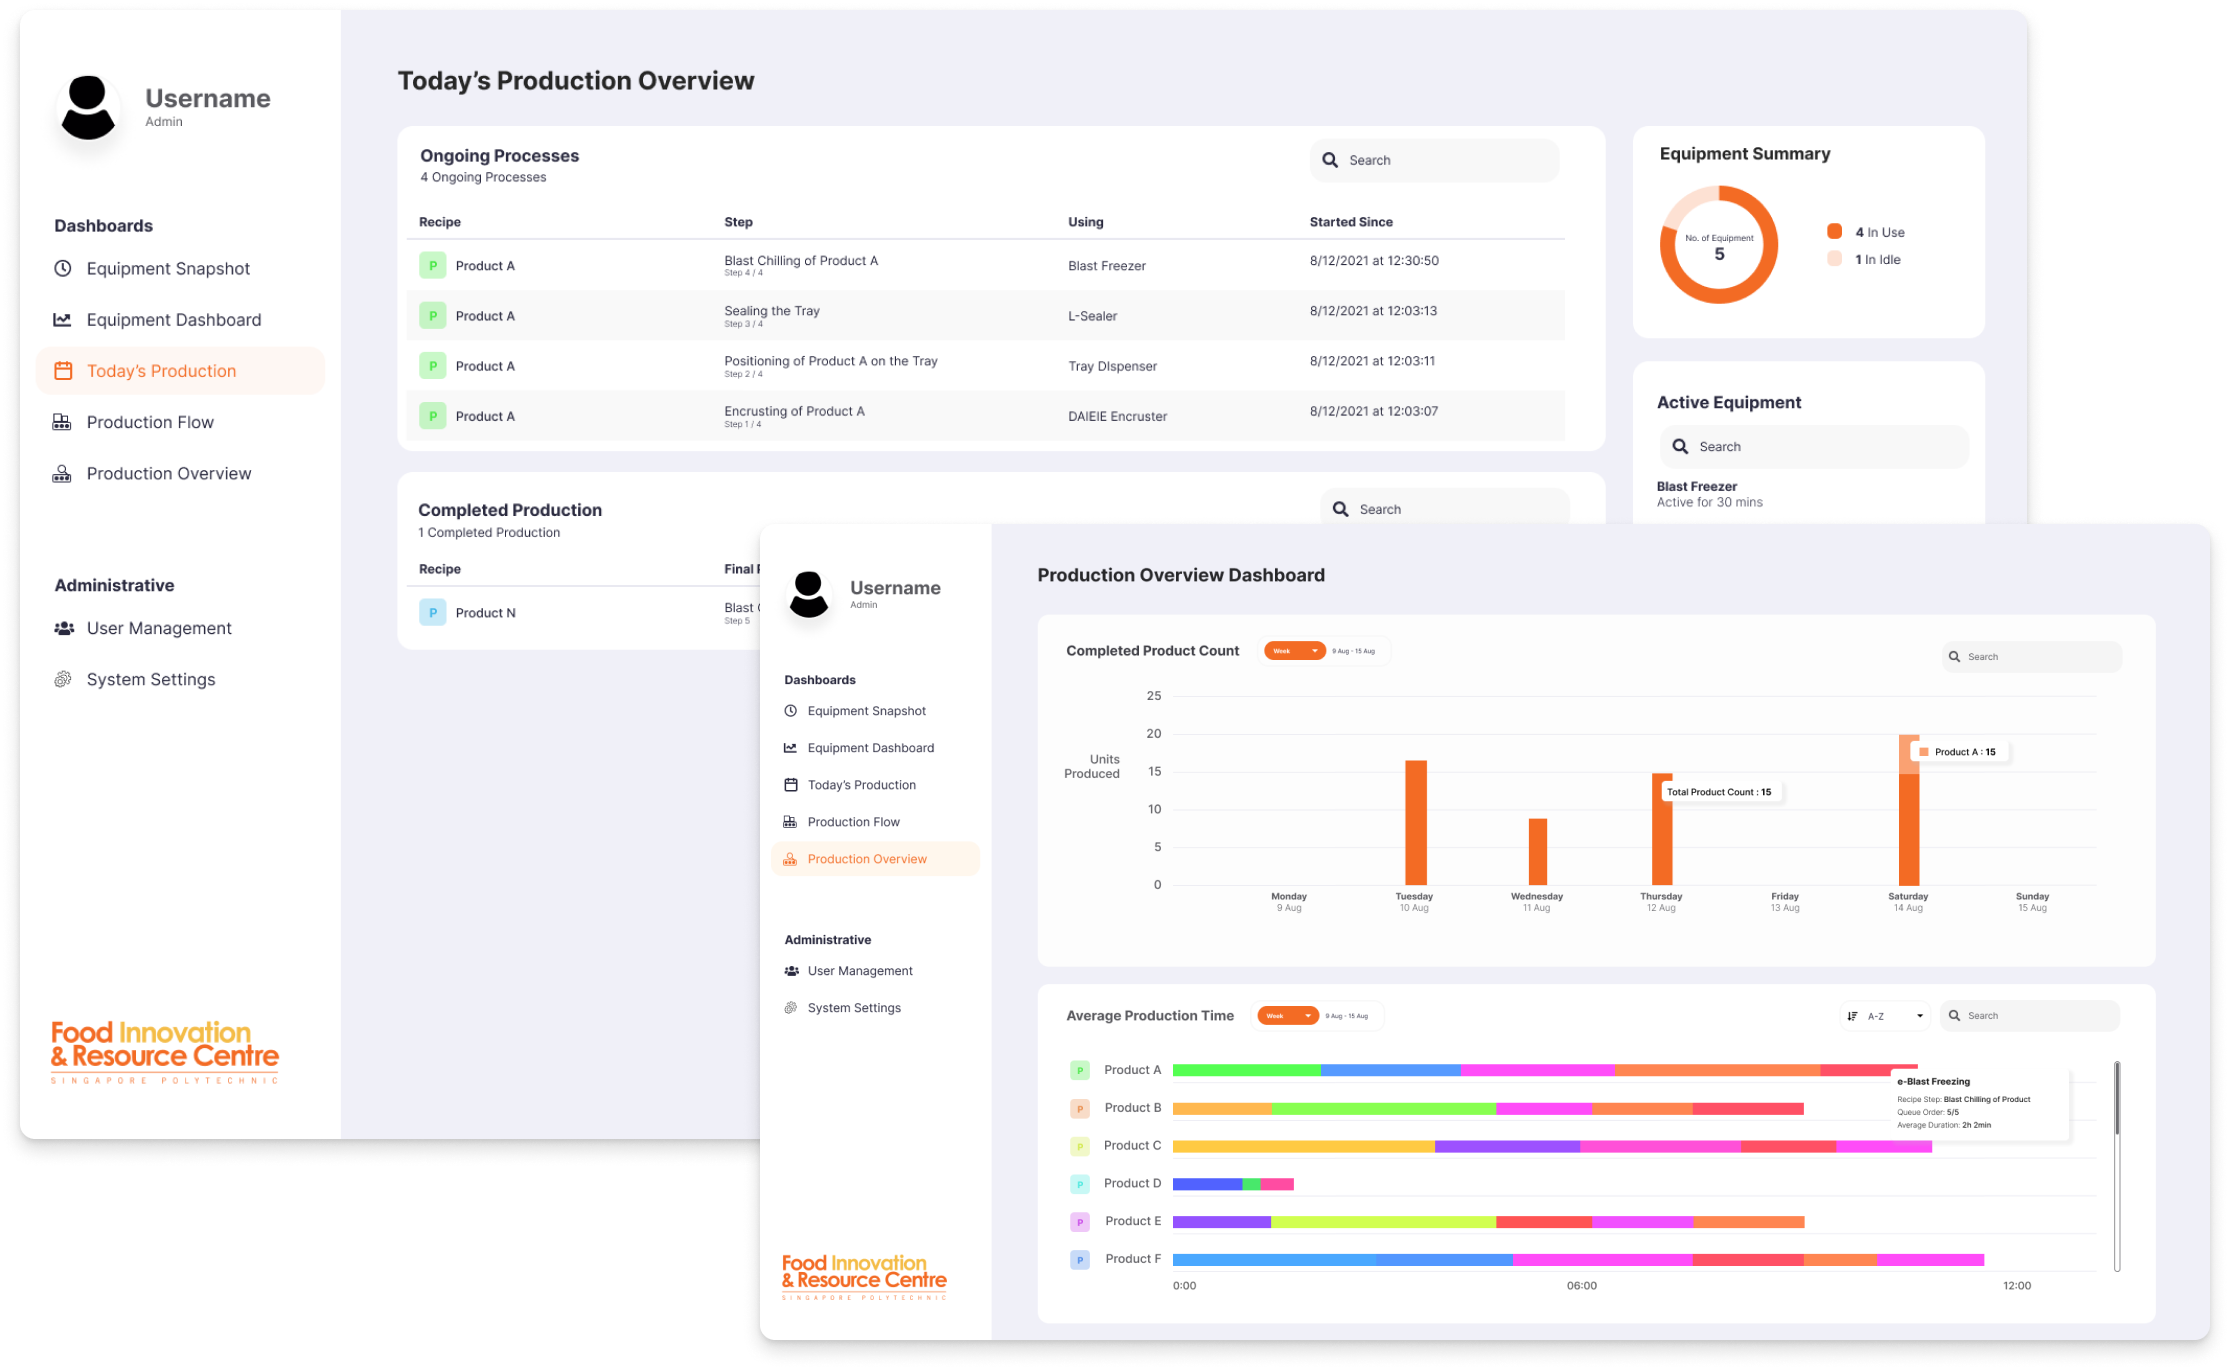 Username
Admin
Dashboards
Equipment Snapshot
Equipment Dashboard
Today's Production
Production Flow
Production Overview
Administrative
User Management
System Settings
Food Innovation
& Resource Centre
SINGAPORE POLYTECHNIC
Today's Production Overview
Ongoing Processes
4 Ongoing Processes
Search
Recipe Step Using Started Since
P Product A Blast Chilling of Product A Blast Freezer 8/12/2021 at 12:30:50
Step 4 / 4
P Product A Sealing the Tray L-Sealer 8/12/2021 at 12:03:13
Step 3 / 4
P Product A Positioning of Product A on the Tray Tray DIspenser 8/12/2021 at 12:03:11
Step 2 / 4
P Product A Encrusting of Product A DAIEIE Encruster 8/12/2021 at 12:03:07
Step 1 / 4
Completed Production
1 Completed Production
Search
Recipe Final
P Product N Blast
Step 5
Equipment Summary
No. of Equipment
5
4 In Use
1 In Idle
Active Equipment
Search
Blast Freezer
Active for 30 mins
Username
Admin
Dashboards
Equipment Snapshot
Equipment Dashboard
Today's Production
Production Flow
Production Overview
Administrative
User Management
System Settings
Food Innovation
& Resource Centre
SINGAPORE POLYTECHNIC
Production Overview Dashboard
Completed Product Count Week 9 Aug - 15 Aug
Search
Units
Produced
25
20
15
10
5
0
Product A : 15
Total Product Count : 15
Monday Tuesday Wednesday Thursday Friday Saturday Sunday
9 Aug 10 Aug 11 Aug 12 Aug 13 Aug 14 Aug 15 Aug
Average Production Time Week 9 Aug - 15 Aug
A-Z
Search
P Product A
P Product B
P Product C
P Product D
P Product E
P Product F
e-Blast Freezing
Recipe Step: Blast Chilling of Product
Queue Order: 5/5
Average Duration: 2h 2min
0:00 06:00 12:00